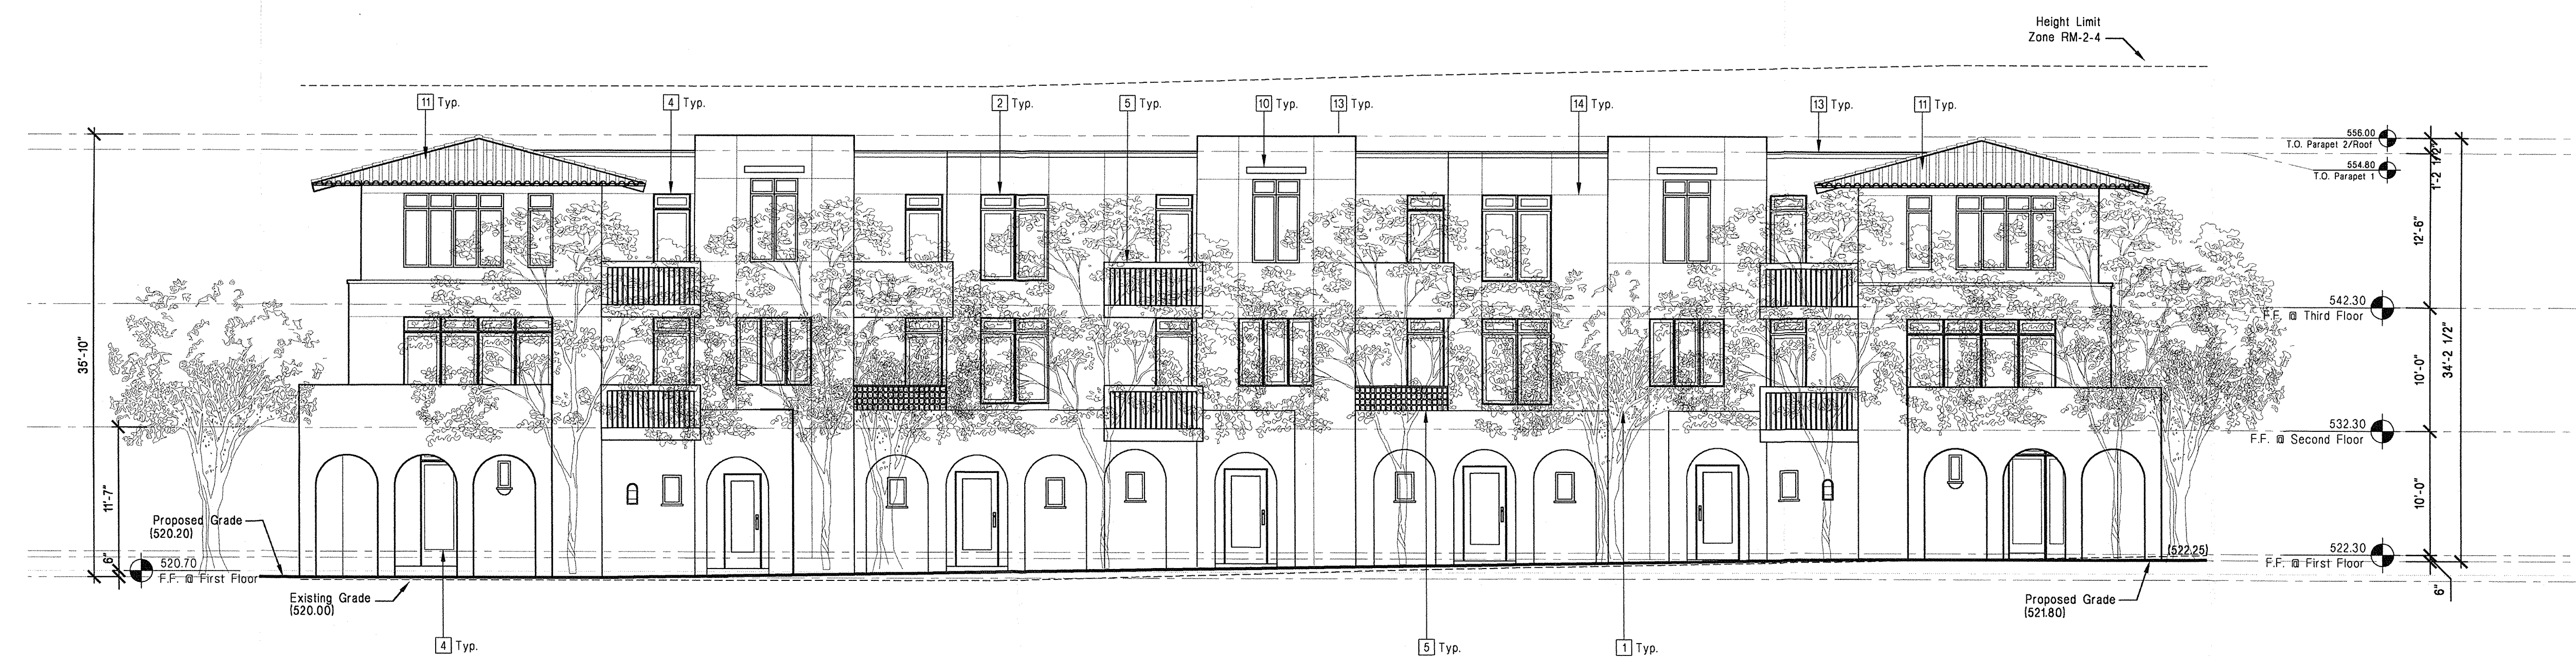 Height Limit
Zone RM-2-4
11 Typ.
4 Typ.
2 Typ.
5 Typ.
10 Typ.
13 Typ.
14 Typ.
13 Typ.
11 Typ.
556.00
T.O. Parapet 2/Roof
554.80
T.O. Parapet 1
1'-2 1/2"
12'-6"
542.30
F.F. @ Third Floor
35'-10"
10'-0"
34'-2 1/2"
532.30
F.F. @ Second Floor
11'-7"
10'-0"
Proposed Grade
(520.20)
6"
520.70
F.F. @ First Floor
(522.25)
522.30
F.F. @ First Floor
6"
Existing Grade
(520.00)
Proposed Grade
(521.80)
4 Typ.
5 Typ.
1 Typ.